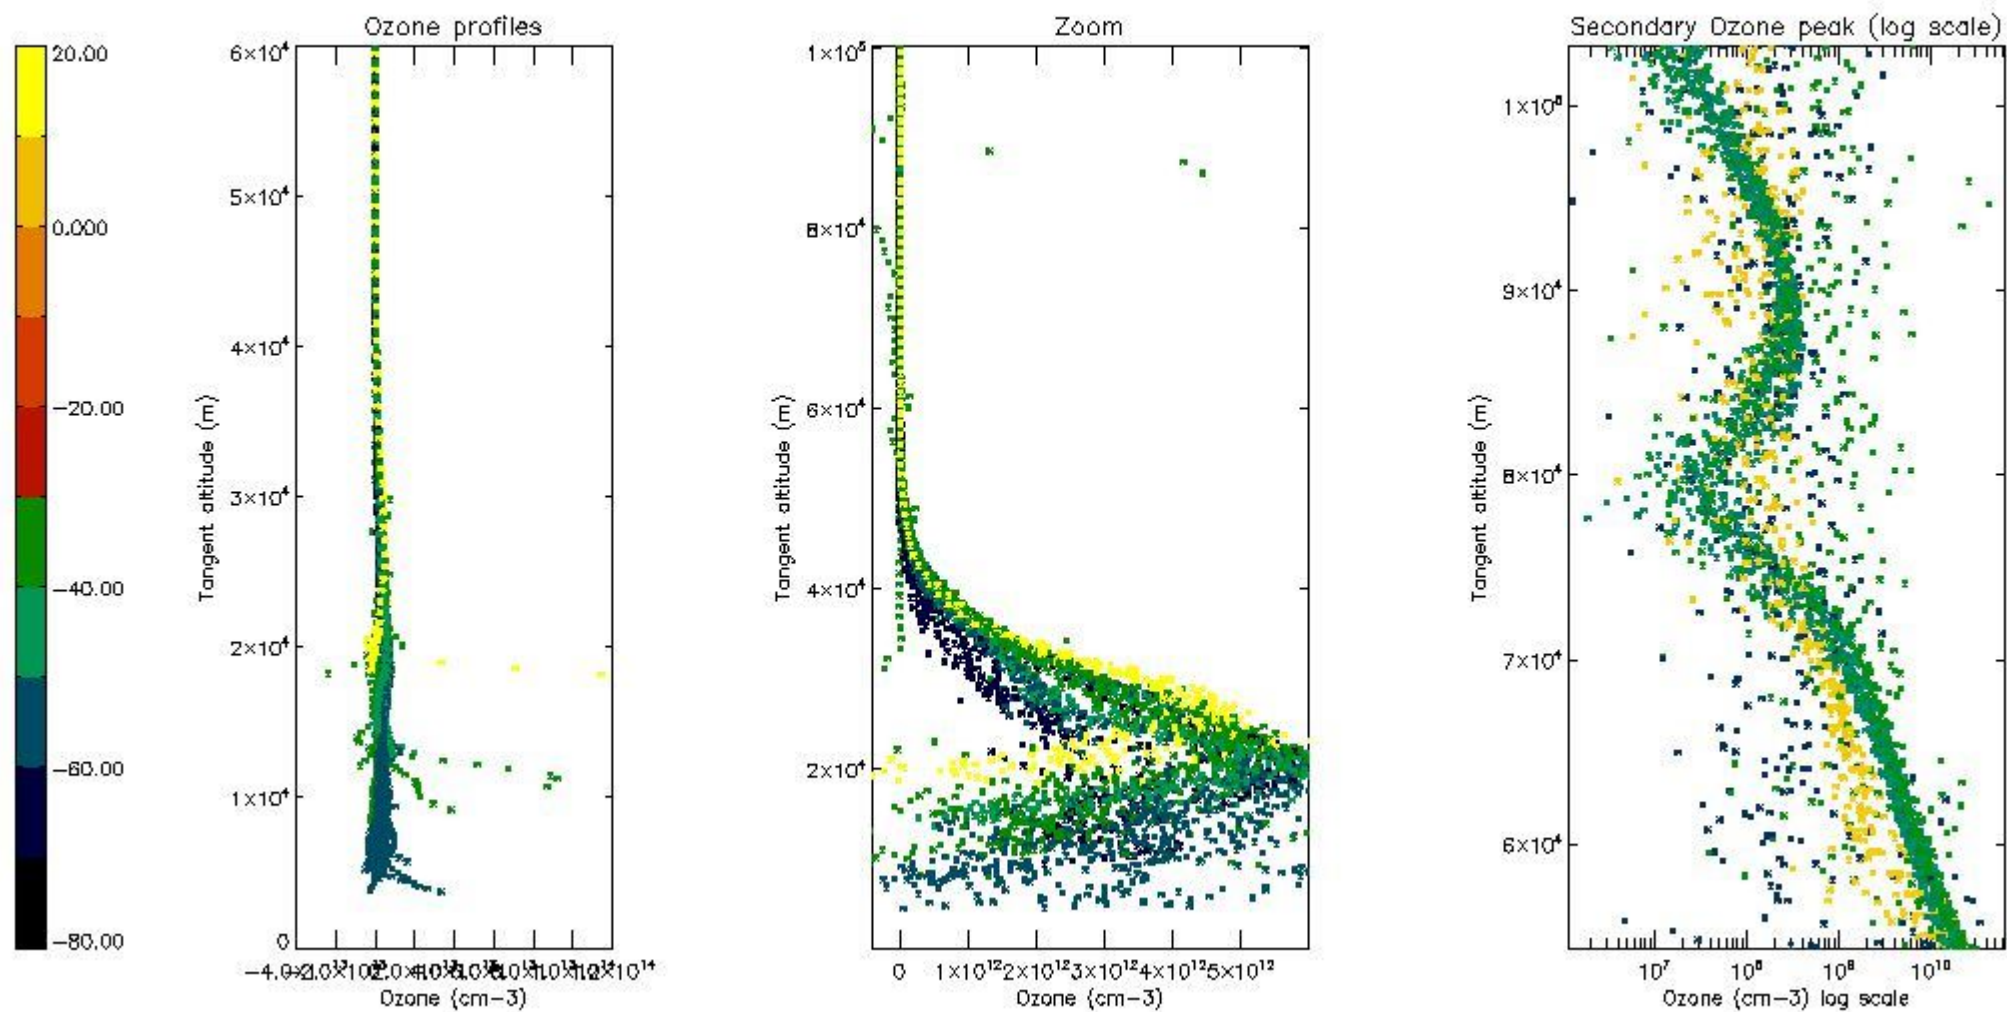 Ozone profiles
Zoom
Secondary Ozone peak (log scale)
20.00
0.000
−20.00
−40.00
−60.00
−80.00
6×10⁴
5×10⁴
4×10⁴
3×10⁴
2×10⁴
1×10⁴
0
Tangent altitude (m)
Ozone (cm−3)
1×10⁵
8×10⁴
6×10⁴
4×10⁴
2×10⁴
Tangent altitude (m)
0 1×10¹² 2×10¹² 3×10¹² 4×10¹² 5×10¹²
Ozone (cm−3)
9×10⁴
8×10⁴
7×10⁴
6×10⁴
Tangent altitude (m)
10⁷ 10⁸ 10⁹ 10¹⁰
Ozone (cm−3) log scale